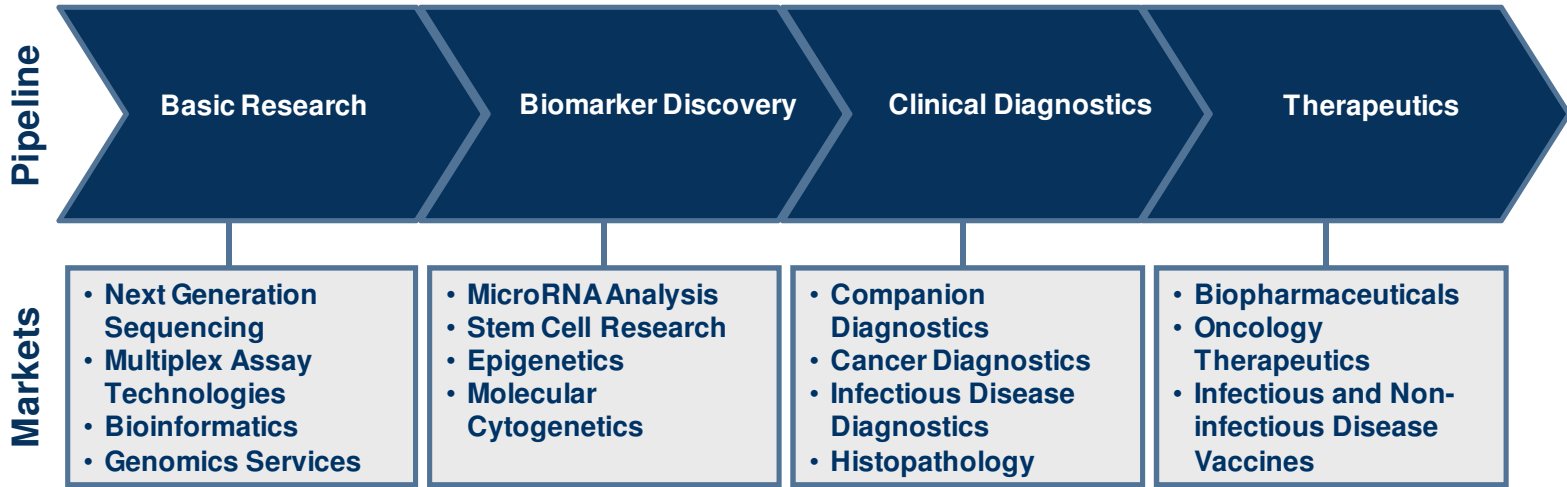 Pipeline
Basic Research
Biomarker Discovery
Clinical Diagnostics
Therapeutics
Markets
• Next Generation
Sequencing
• Multiplex Assay
Technologies
• Bioinformatics
• Genomics Services
• MicroRNA Analysis
• Stem Cell Research
• Epigenetics
• Molecular
Cytogenetics
• Companion
Diagnostics
• Cancer Diagnostics
• Infectious Disease
Diagnostics
• Histopathology
• Biopharmaceuticals
• Oncology
Therapeutics
• Infectious and Non-
infectious Disease
Vaccines